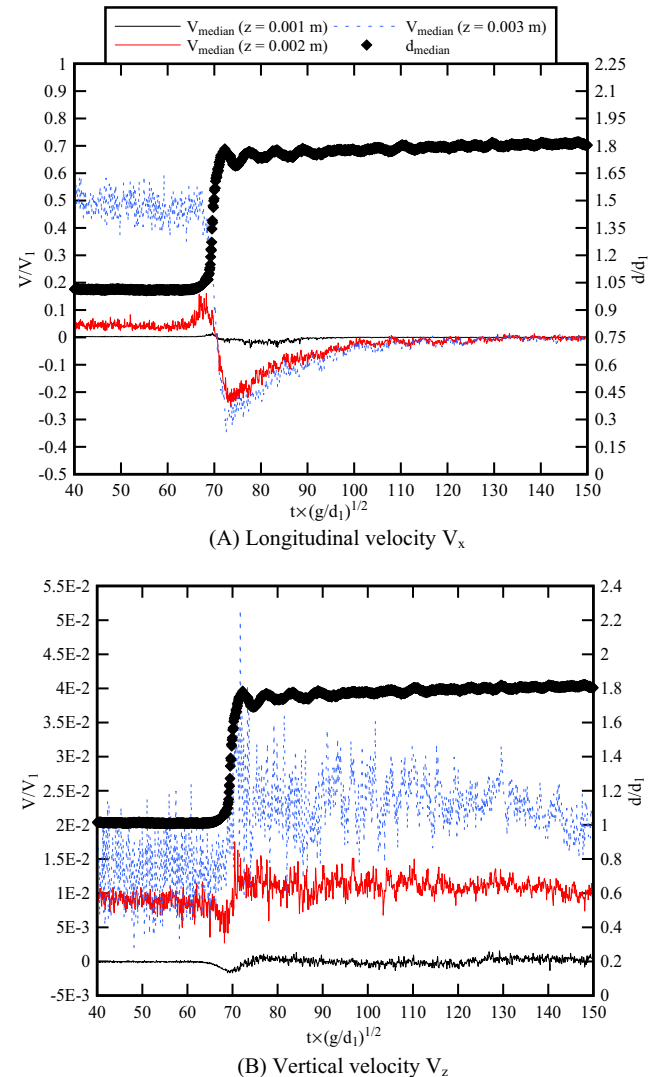 V_median (z = 0.001 m) V_median (z = 0.003 m)
V_median (z = 0.002 m) d_median
1 2.25
0.9 2.1
0.8 1.95
0.7 1.8
0.6 1.65
0.5 1.5
0.4 1.35
0.3 1.2
0.2 1.05
0.1 0.9
0 0.75
-0.1 0.6
-0.2 0.45
-0.3 0.3
-0.4 0.15
-0.5 0
V/V_1
d/d_1
40 50 60 70 80 90 100 110 120 130 140 150
t×(g/d_1)^1/2
(A) Longitudinal velocity V_x
5.5E-2 2.4
5E-2 2.2
4.5E-2 2
4E-2 1.8
3.5E-2 1.6
3E-2 1.4
2.5E-2 1.2
2E-2 1
1.5E-2 0.8
1E-2 0.6
5E-3 0.4
0 0.2
-5E-3 0
V/V_1
d/d_1
40 50 60 70 80 90 100 110 120 130 140 150
t×(g/d_1)^1/2
(B) Vertical velocity V_z